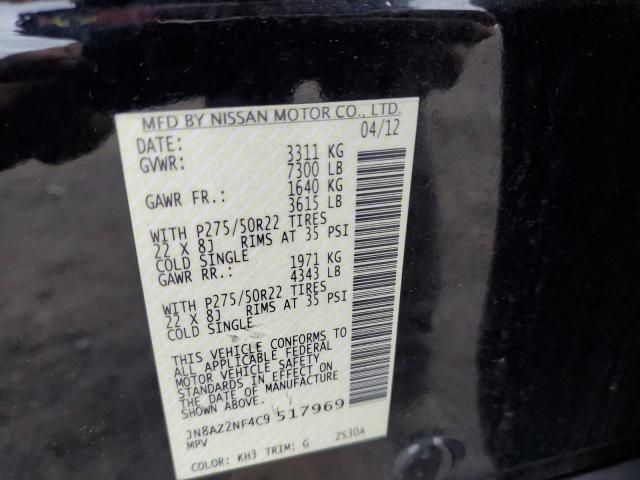 MFD BY NISSAN MOTOR CO., LTD.
DATE: 04/12
GVWR: 3311 KG
7300 LB
GAWR FR.: 1640 KG
3615 LB
WITH P275/50R22 TIRES
22 X 8J RIMS AT 35 PSI
COLD SINGLE
GAWR RR.: 1971 KG
4343 LB
WITH P275/50R22 TIRES
22 X 8J RIMS AT 35 PSI
COLD SINGLE
THIS VEHICLE CONFORMS TO
ALL APPLICABLE FEDERAL
MOTOR VEHICLE SAFETY
STANDARDS IN EFFECT ON
THE DATE OF MANUFACTURE
SHOWN ABOVE.
JN8AZ2NF4C9517969
MPV
COLOR: KH3 TRIM: G ZS30A